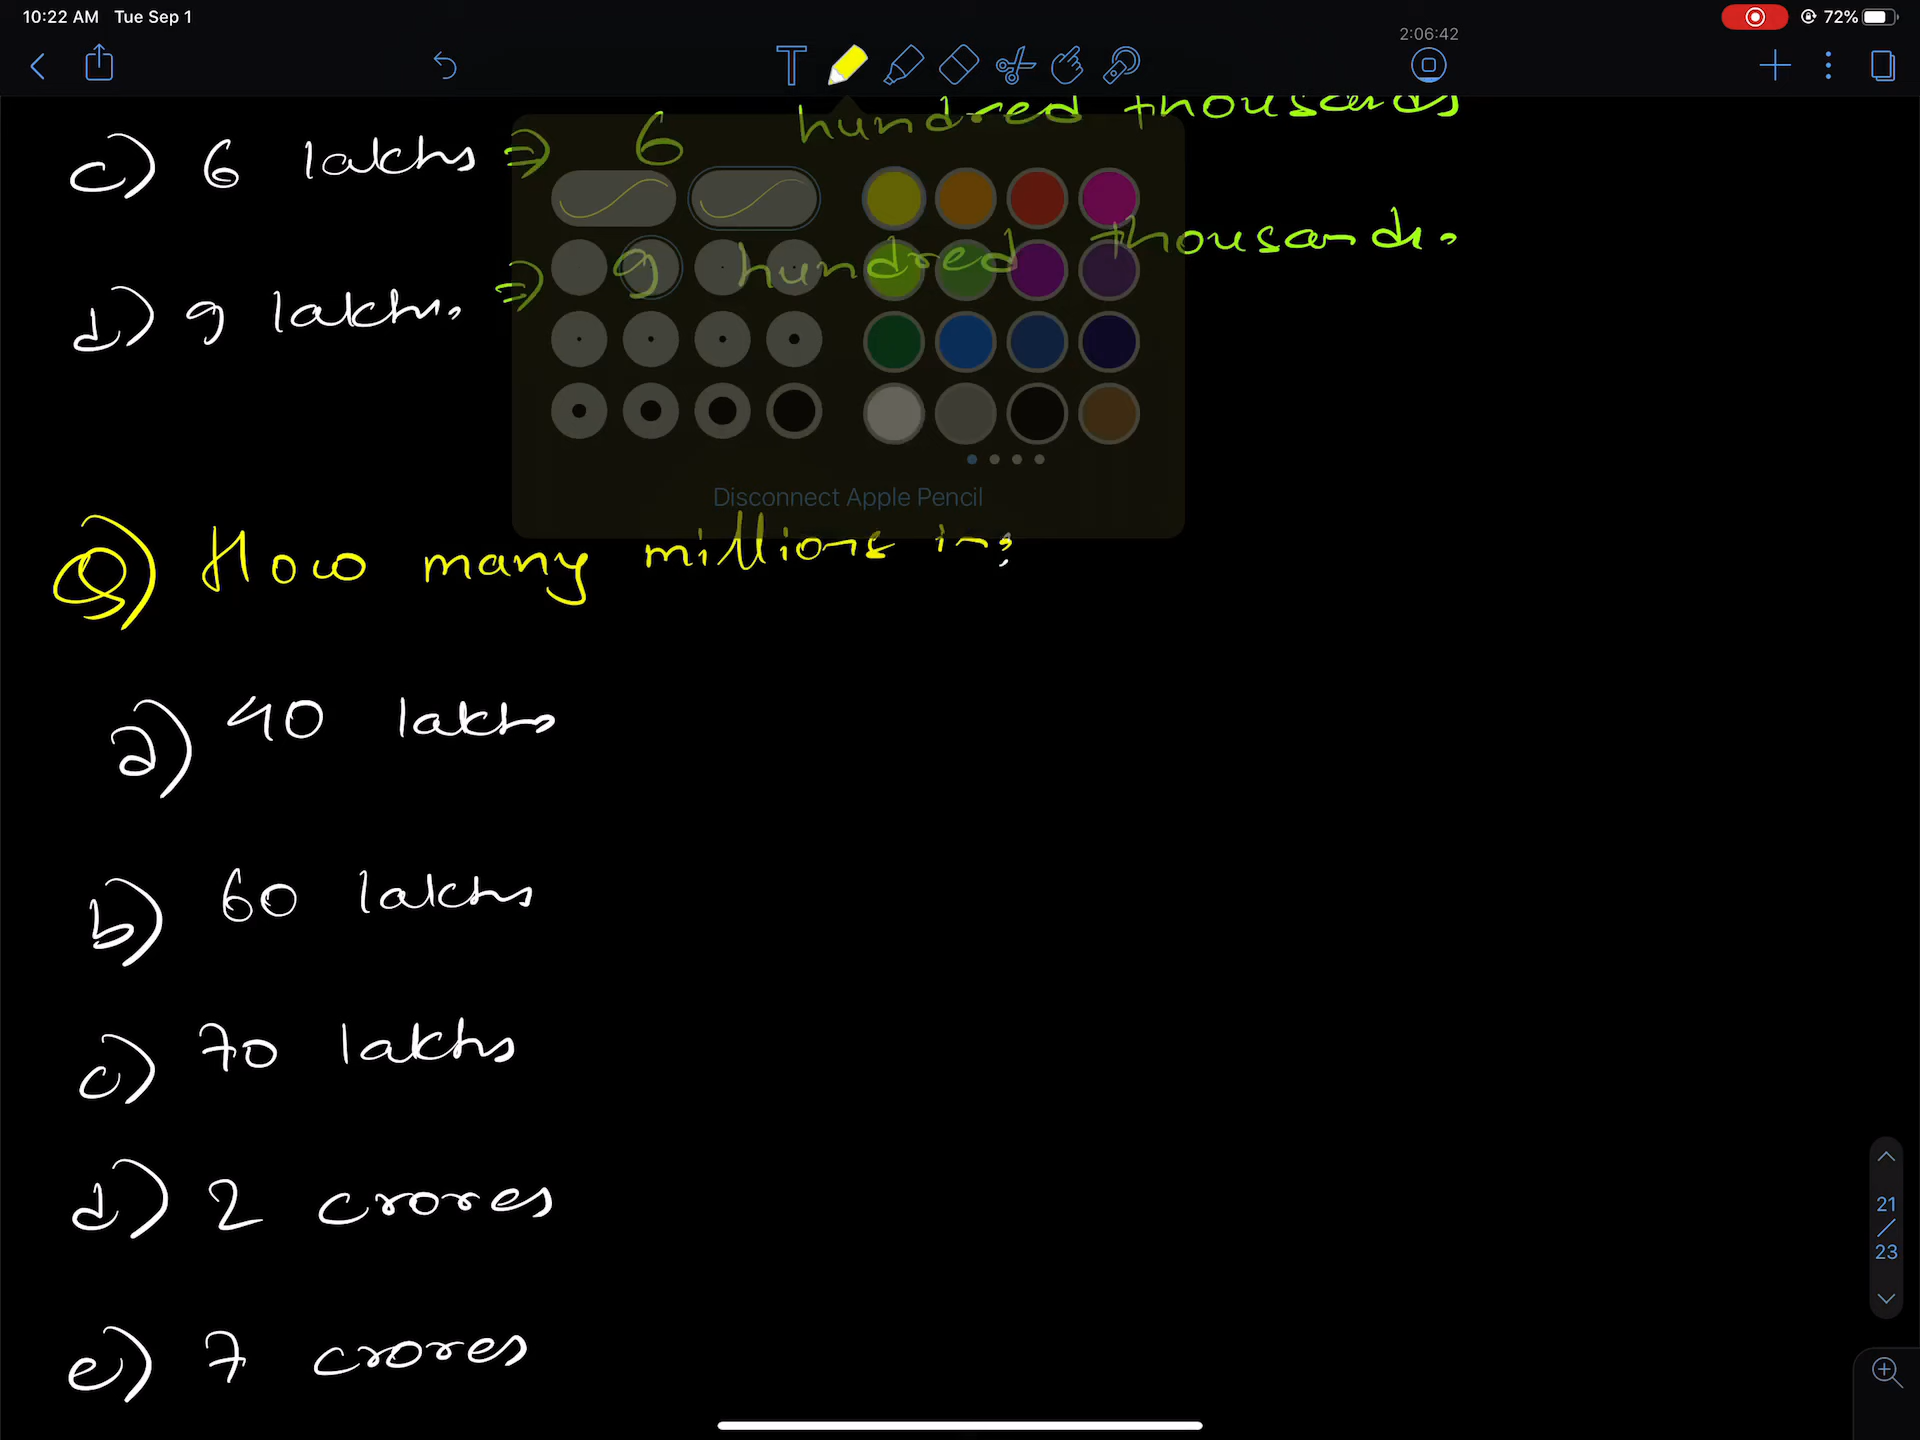 10:22 AM Tue Sep 1
72%
2:06:42
T
c) 6 lakhs ⇒ 6 hundred thousands
d) 9 lakhs. ⇒ 9 hundred thousands.
Disconnect Apple Pencil
Q) How many millions in:
a) 40 lakhs
b) 60 lakhs
c) 70 lakhs
d) 2 crores
e) 7 crores
21
/
23